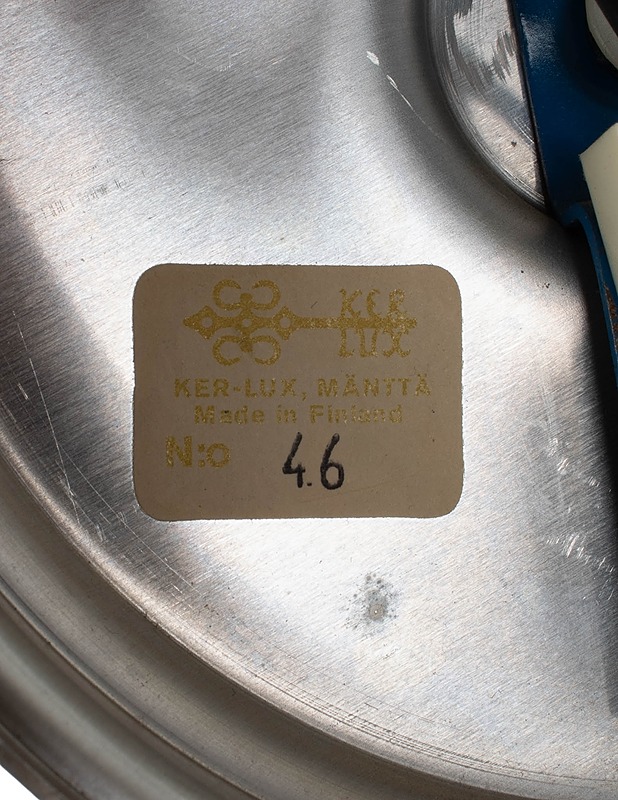 KER
LUX
KER-LUX, MÄNTTÄ
Made in Finland
N:o 4.6